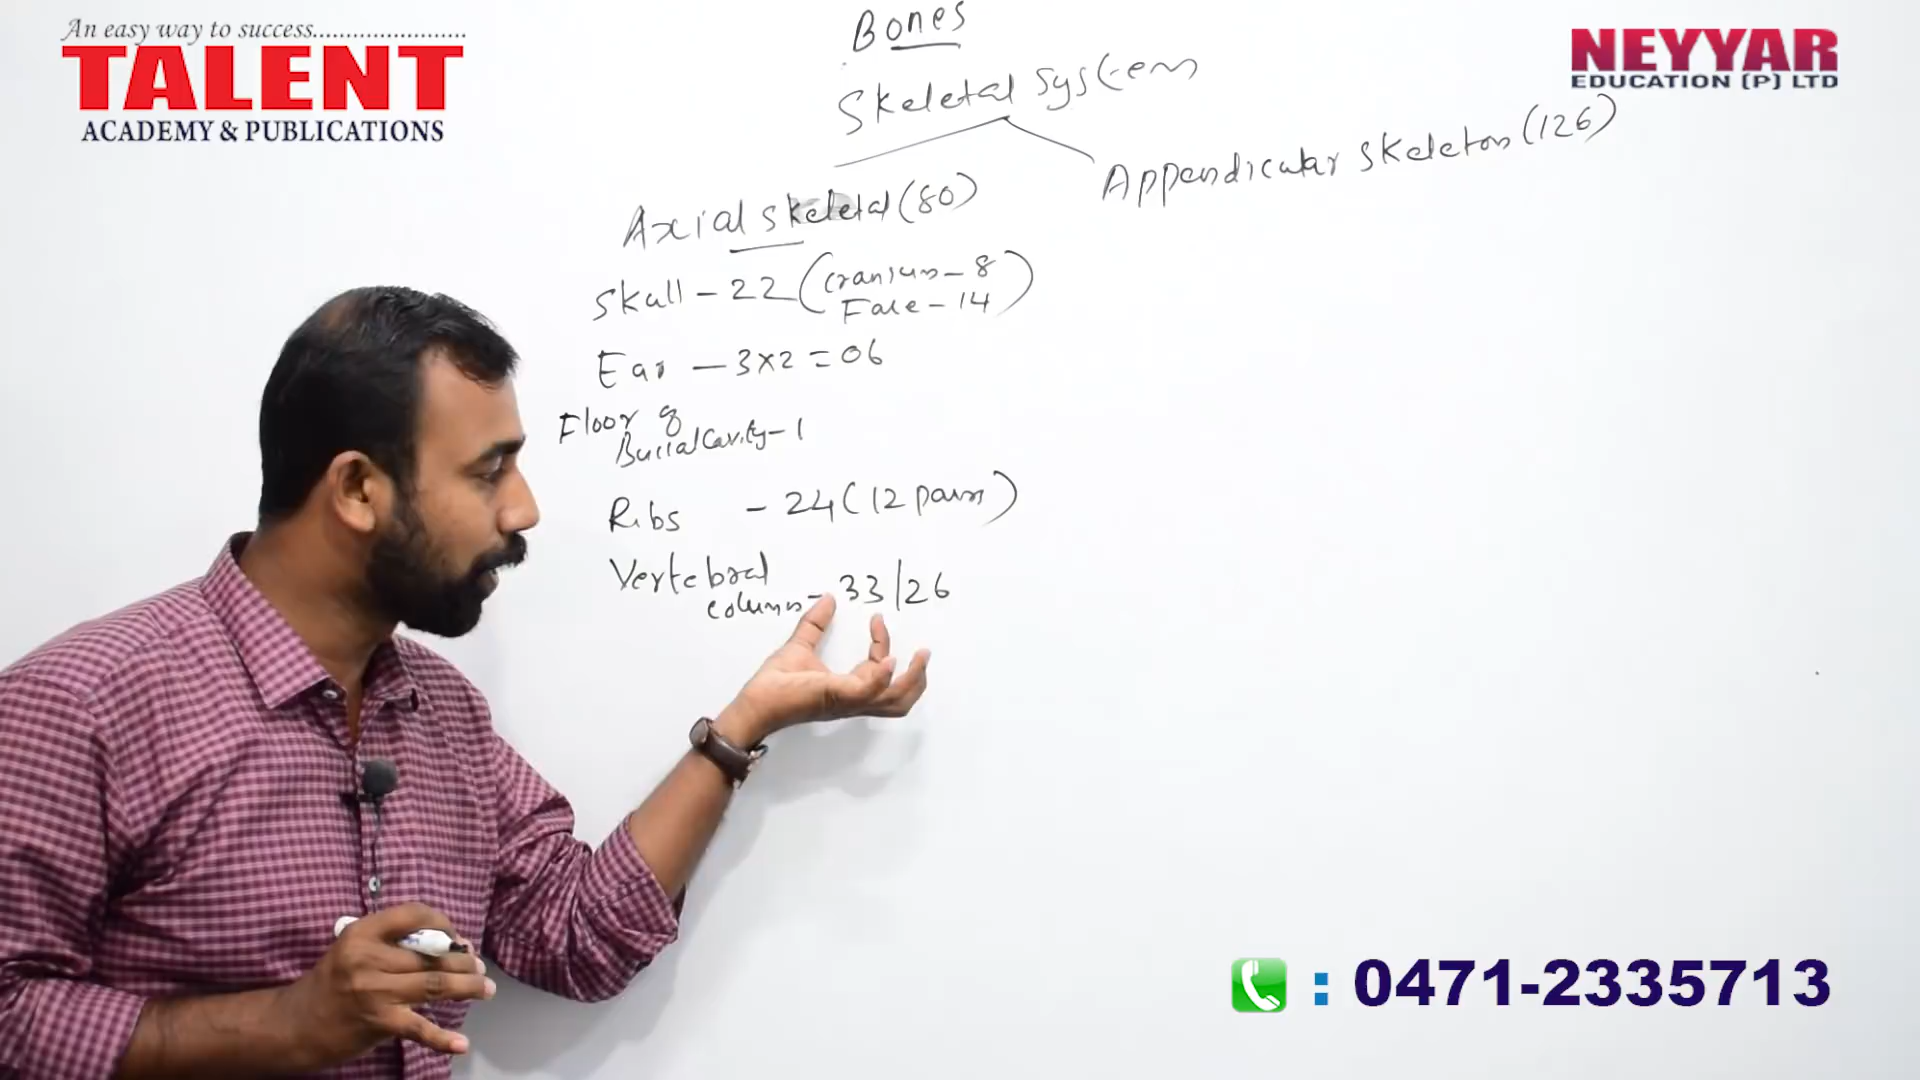 An easy way to success.......................
TALENT
ACADEMY & PUBLICATIONS
NEYYAR
EDUCATION (P) LTD
Bones
Skeletal System
Axial skeletal (80)
Appendicular skeleton (126)
Skull - 22 (Cranium - 8
Face - 14)
Ear - 3x2 = 06
Floor of
Buccal Cavity - 1
Ribs - 24 (12 pairs)
Vertebral
column - 33/26
: 0471-2335713